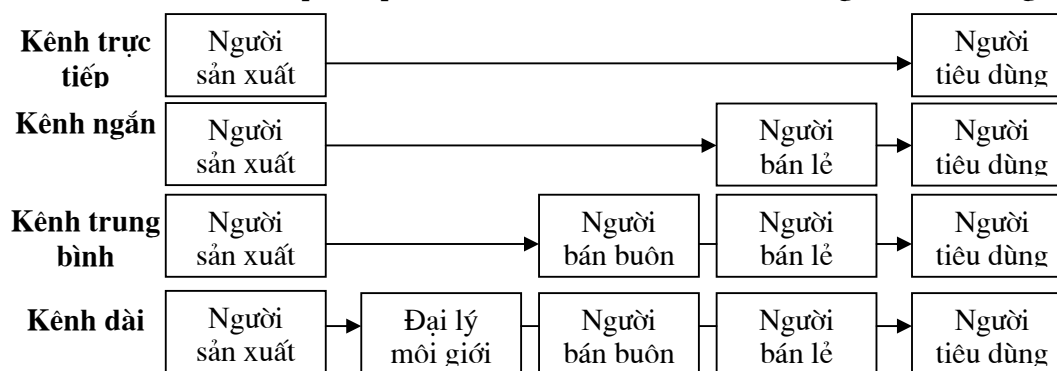 Kênh trực
tiếp
Người
sản xuất
Người
tiêu dùng
Kênh ngắn
Người
sản xuất
Người
bán lẻ
Người
tiêu dùng
Kênh trung
bình
Người
sản xuất
Người
bán buôn
Người
bán lẻ
Người
tiêu dùng
Kênh dài
Người
sản xuất
Đại lý
môi giới
Người
bán buôn
Người
bán lẻ
Người
tiêu dùng